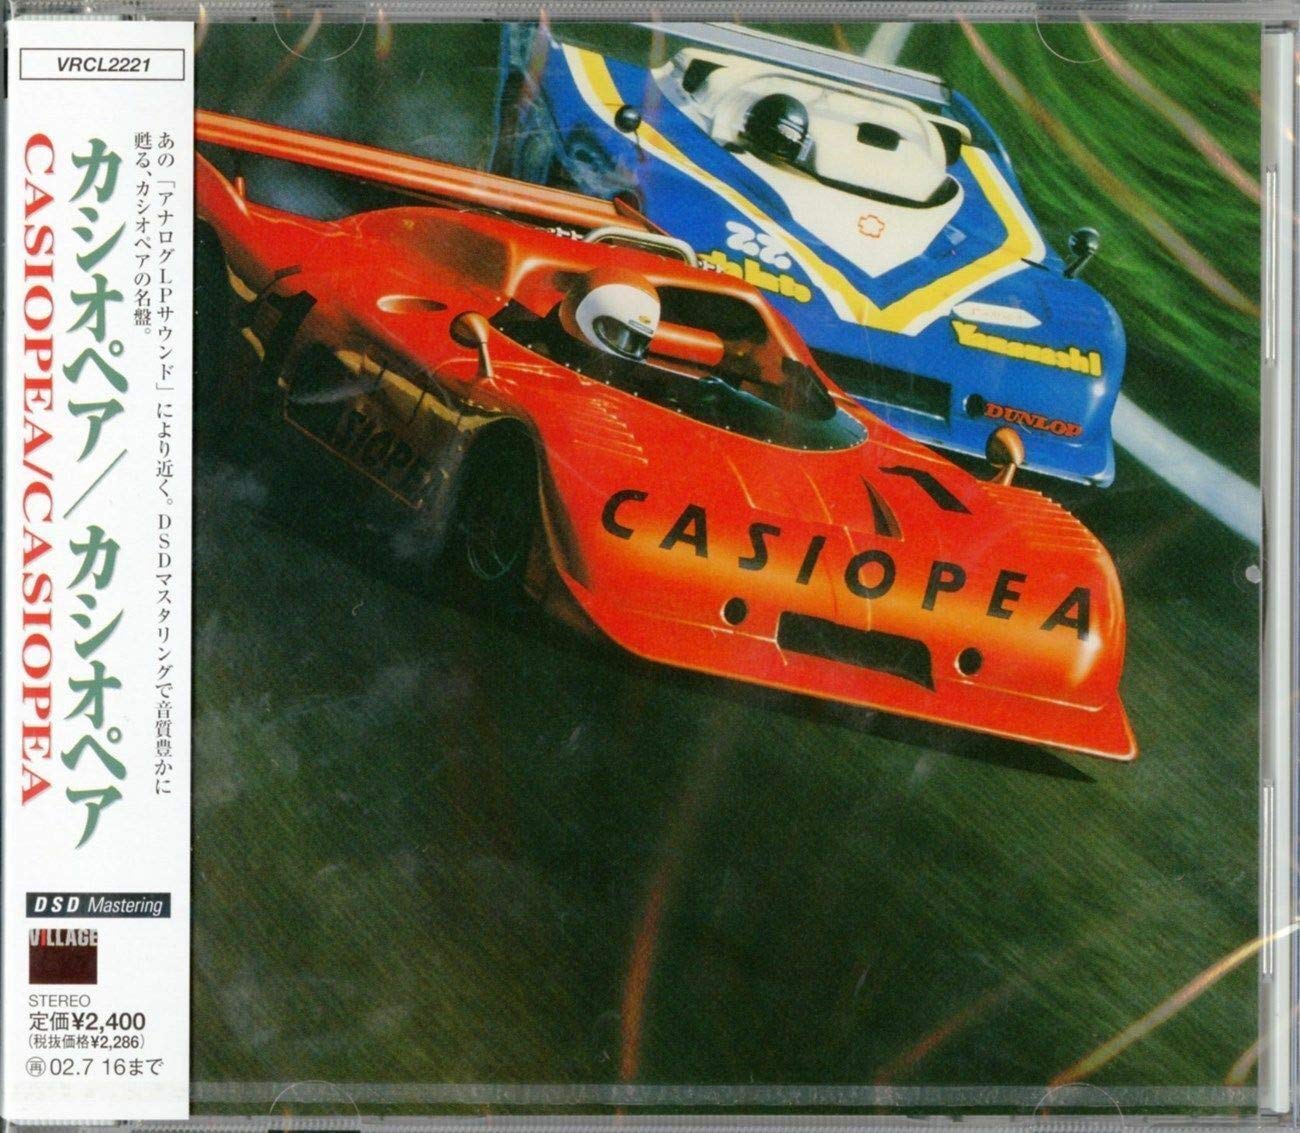 VRCL2221
あの「アナログLPサウンド」により近く。DSDマスタリングで音質豊かに
甦る、カシオペアの名盤。
カシオペア/カシオペア
CASIOPEA/CASIOPEA
DSD Mastering
VILLAGE
STEREO
定価¥2,400
(税抜価格¥2,286)
再 02.7 16まで
22
Yamazashi
DUNLOP
CASIOPEA